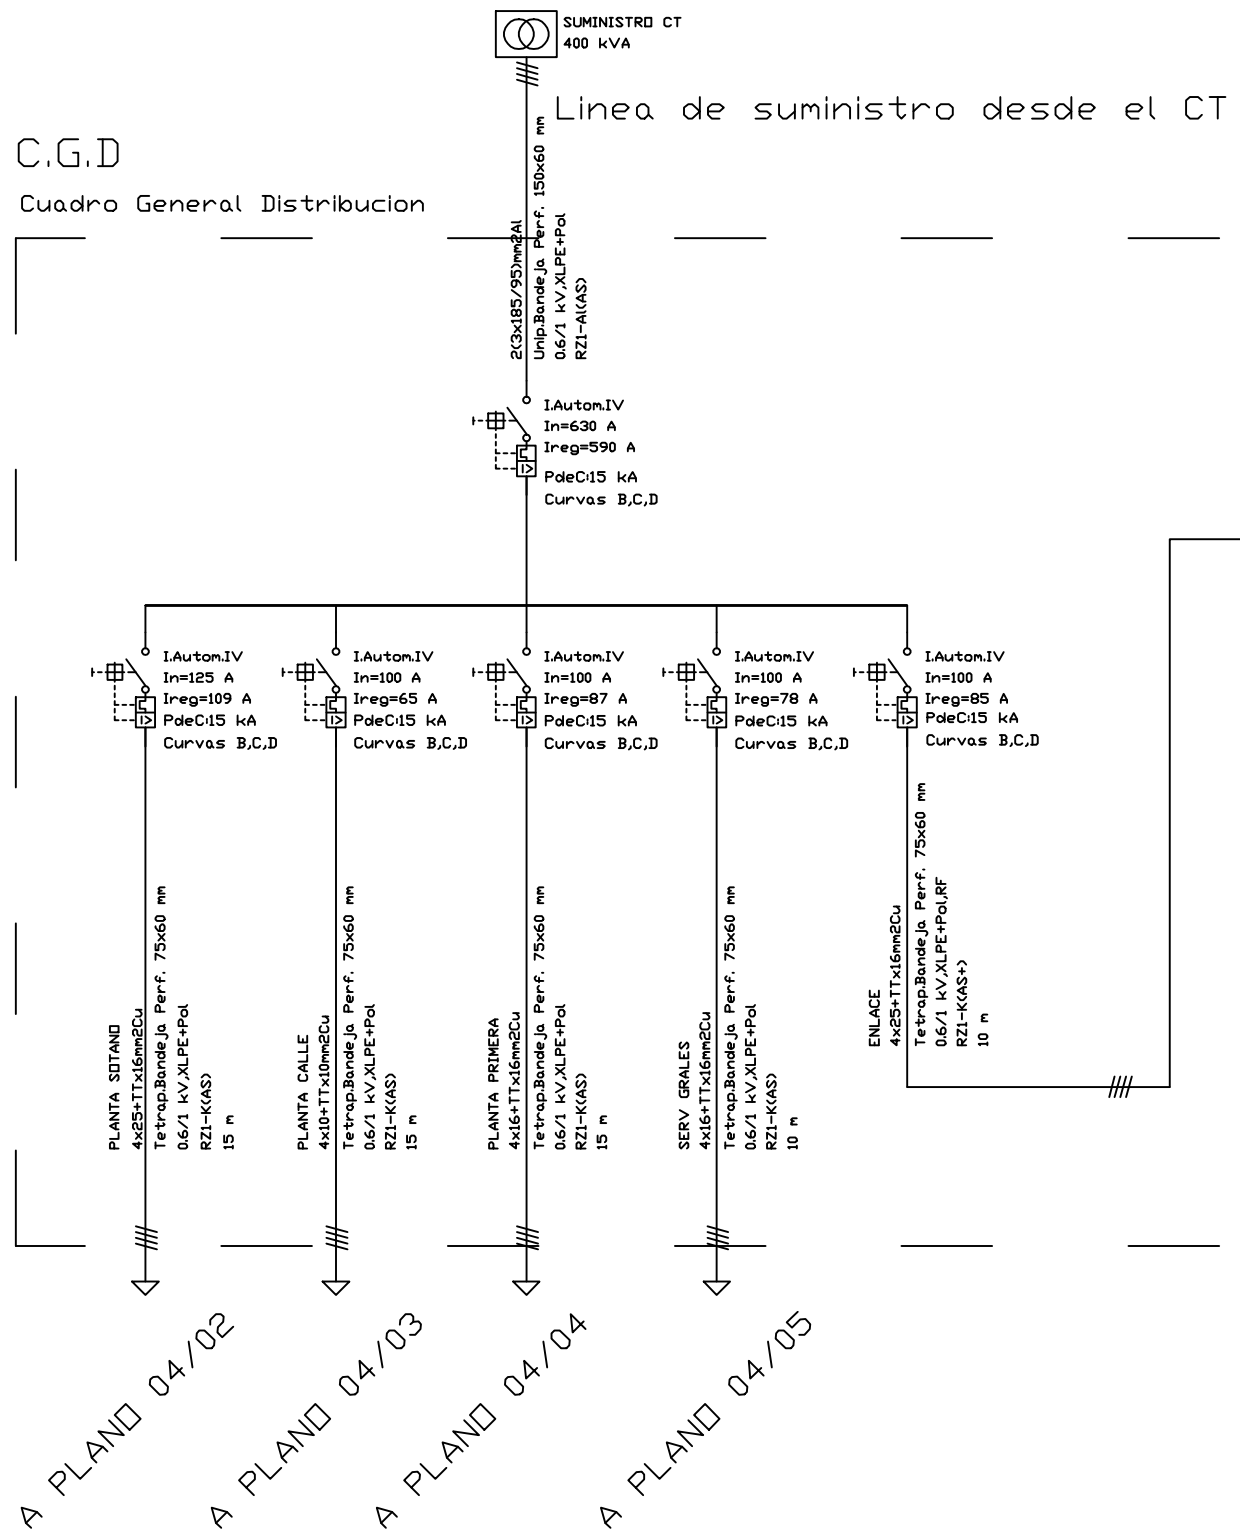 SUMINISTRO CT
400 kVA
Linea de suministro desde el CT
C.G.D
Cuadro General Distribucion
2(3x185/95)mm2Al
Unip.Bandeja Perf. 150x60 mm
0.6/1 kV,XLPE+Pol
RZ1-Al(AS)
I.Autom.IV
In=630 A
Ireg=590 A
PdeC:15 kA
Curvas B,C,D
I.Autom.IV
In=125 A
Ireg=109 A
PdeC:15 kA
Curvas B,C,D
I.Autom.IV
In=100 A
Ireg=65 A
PdeC:15 kA
Curvas B,C,D
I.Autom.IV
In=100 A
Ireg=87 A
PdeC:15 kA
Curvas B,C,D
I.Autom.IV
In=100 A
Ireg=78 A
PdeC:15 kA
Curvas B,C,D
I.Autom.IV
In=100 A
Ireg=85 A
PdeC:15 kA
Curvas B,C,D
PLANTA SOTANO
4x25+TTx16mm2Cu
Tetrap.Bandeja Perf. 75x60 mm
0.6/1 kV,XLPE+Pol
RZ1-K(AS)
15 m
PLANTA CALLE
4x10+TTx10mm2Cu
Tetrap.Bandeja Perf. 75x60 mm
0.6/1 kV,XLPE+Pol
RZ1-K(AS)
15 m
PLANTA PRIMERA
4x16+TTx16mm2Cu
Tetrap.Bandeja Perf. 75x60 mm
0.6/1 kV,XLPE+Pol
RZ1-K(AS)
15 m
SERV GRALES
4x16+TTx16mm2Cu
Tetrap.Bandeja Perf. 75x60 mm
0.6/1 kV,XLPE+Pol
RZ1-K(AS)
10 m
ENLACE
4x25+TTx16mm2Cu
Tetrap.Bandeja Perf. 75x60 mm
0.6/1 kV,XLPE+Pol,RF
RZ1-K(AS+)
10 m
A PLANO 04/02
A PLANO 04/03
A PLANO 04/04
A PLANO 04/05